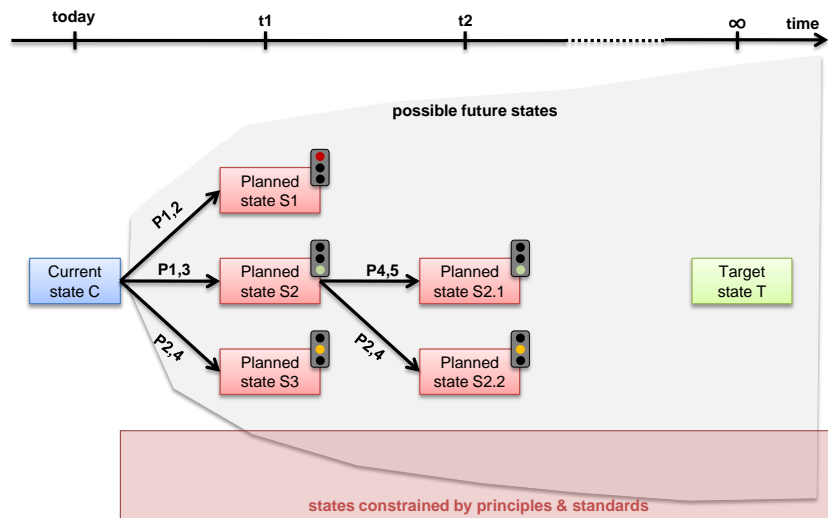 today
t1
t2
∞
time
possible future states
Planned
state S1
P1,2
Current
state C
P1,3
Planned
state S2
P4,5
Planned
state S2.1
Target
state T
P2,4
Planned
state S3
P2,4
Planned
state S2.2
states constrained by principles & standards